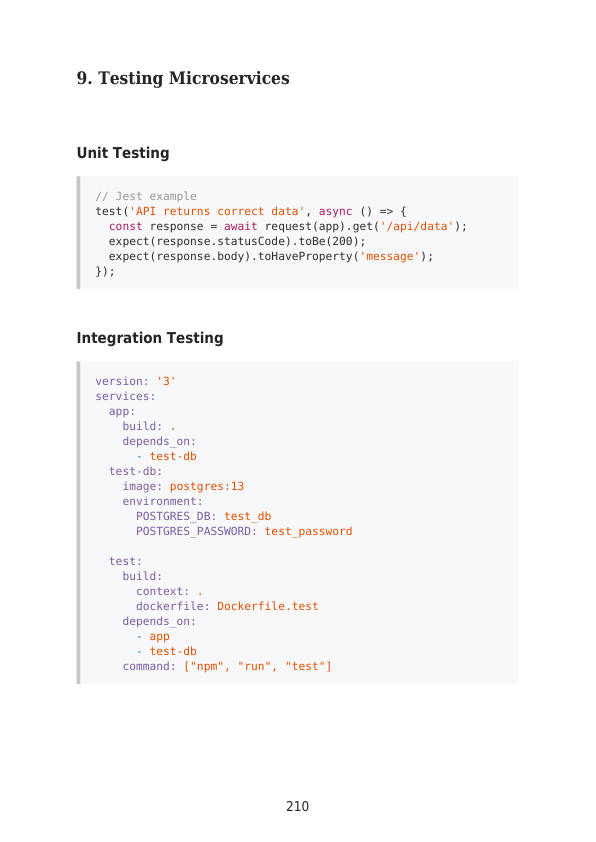 9. Testing Microservices
Unit Testing
// Jest example
test('API returns correct data', async () => {
  const response = await request(app).get('/api/data');
  expect(response.statusCode).toBe(200);
  expect(response.body).toHaveProperty('message');
});
Integration Testing
version: '3'
services:
  app:
    build: .
    depends_on:
      - test-db
  test-db:
    image: postgres:13
    environment:
      POSTGRES_DB: test_db
      POSTGRES_PASSWORD: test_password

  test:
    build:
      context: .
      dockerfile: Dockerfile.test
    depends_on:
      - app
      - test-db
    command: ["npm", "run", "test"]
210